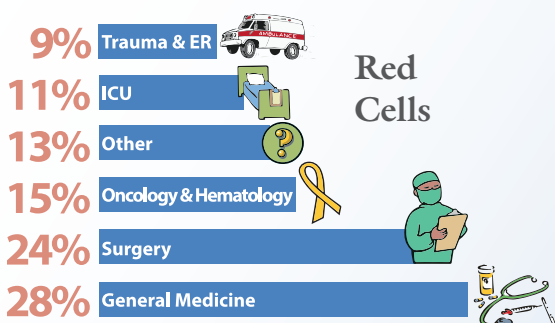 9% Trauma & ER
AMBULANCE
Red
Cells
11% ICU
13% Other
?
15% Oncology & Hematology
24% Surgery
28% General Medicine